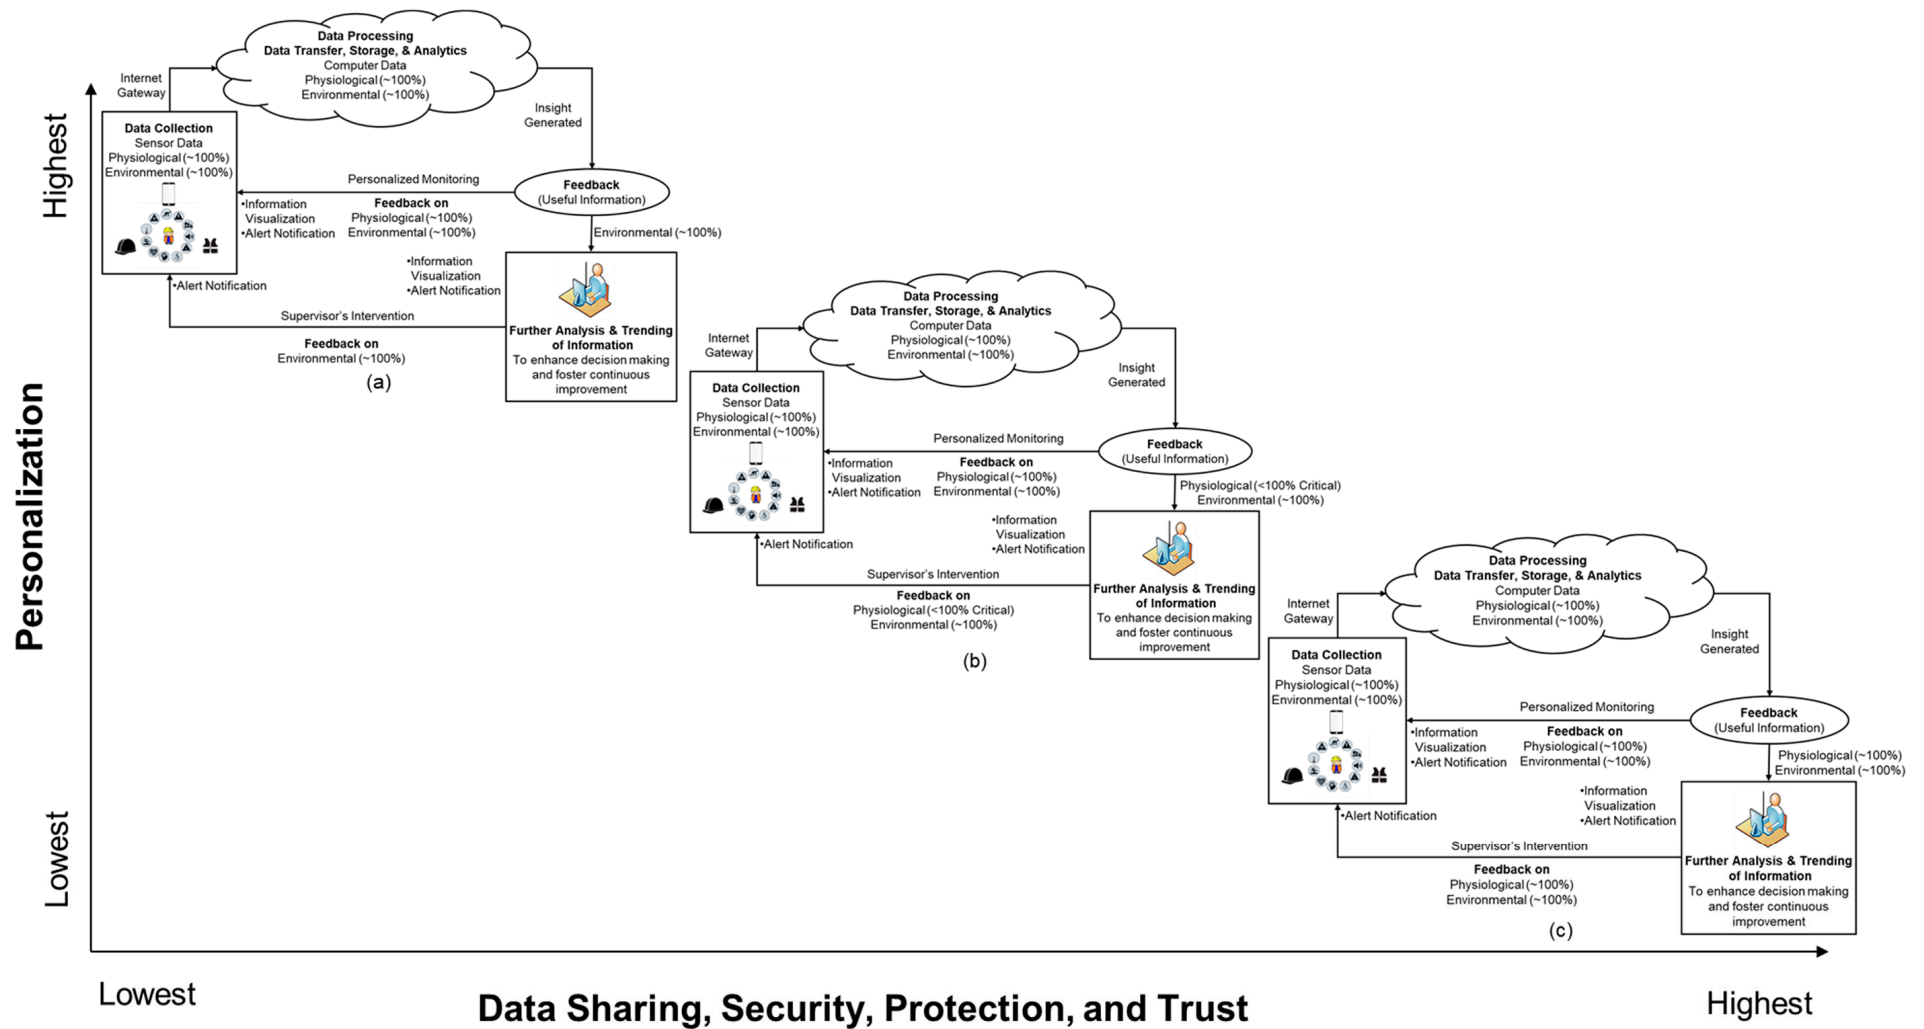 Data Processing
Data Transfer, Storage, & Analytics
Computer Data
Physiological (~100%)
Environmental (~100%)
Internet
Gateway
Insight
Generated
Data Collection
Sensor Data
Physiological (~100%)
Environmental (~100%)
Personalized Monitoring
Feedback
(Useful Information)
•Information
Visualization
•Alert Notification
Feedback on
Physiological (~100%)
Environmental (~100%)
Environmental (~100%)
•Information
Visualization
•Alert Notification
•Alert Notification
Supervisor's Intervention
Feedback on
Environmental (~100%)
Further Analysis & Trending
of Information
To enhance decision making
and foster continuous
improvement
(a)
Data Processing
Data Transfer, Storage, & Analytics
Computer Data
Physiological (~100%)
Environmental (~100%)
Internet
Gateway
Insight
Generated
Data Collection
Sensor Data
Physiological (~100%)
Environmental (~100%)
Personalized Monitoring
Feedback
(Useful Information)
•Information
Visualization
•Alert Notification
Feedback on
Physiological (~100%)
Environmental (~100%)
Physiological (<100% Critical)
Environmental (~100%)
•Information
Visualization
•Alert Notification
•Alert Notification
Supervisor's Intervention
Feedback on
Physiological (<100% Critical)
Environmental (~100%)
Further Analysis & Trending
of Information
To enhance decision making
and foster continuous
improvement
(b)
Data Processing
Data Transfer, Storage, & Analytics
Computer Data
Physiological (~100%)
Environmental (~100%)
Internet
Gateway
Insight
Generated
Data Collection
Sensor Data
Physiological (~100%)
Environmental (~100%)
Personalized Monitoring
Feedback
(Useful Information)
•Information
Visualization
•Alert Notification
Feedback on
Physiological (~100%)
Environmental (~100%)
Physiological (~100%)
Environmental (~100%)
•Information
Visualization
•Alert Notification
•Alert Notification
Supervisor's Intervention
Feedback on
Physiological (~100%)
Environmental (~100%)
Further Analysis & Trending
of Information
To enhance decision making
and foster continuous
improvement
(c)
Highest
Personalization
Lowest
Lowest
Data Sharing, Security, Protection, and Trust
Highest